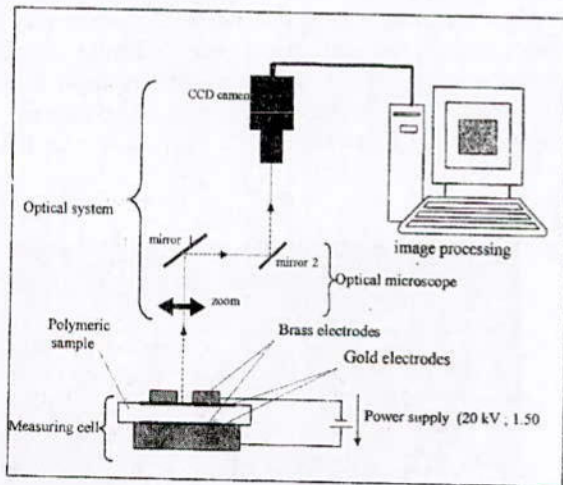 CCD camera
Optical system
mirror 1
mirror 2
image processing
Optical microscope
zoom
Polymeric
sample
Brass electrodes
Gold electrodes
Measuring cell
Power supply (20 kV ; 1.50